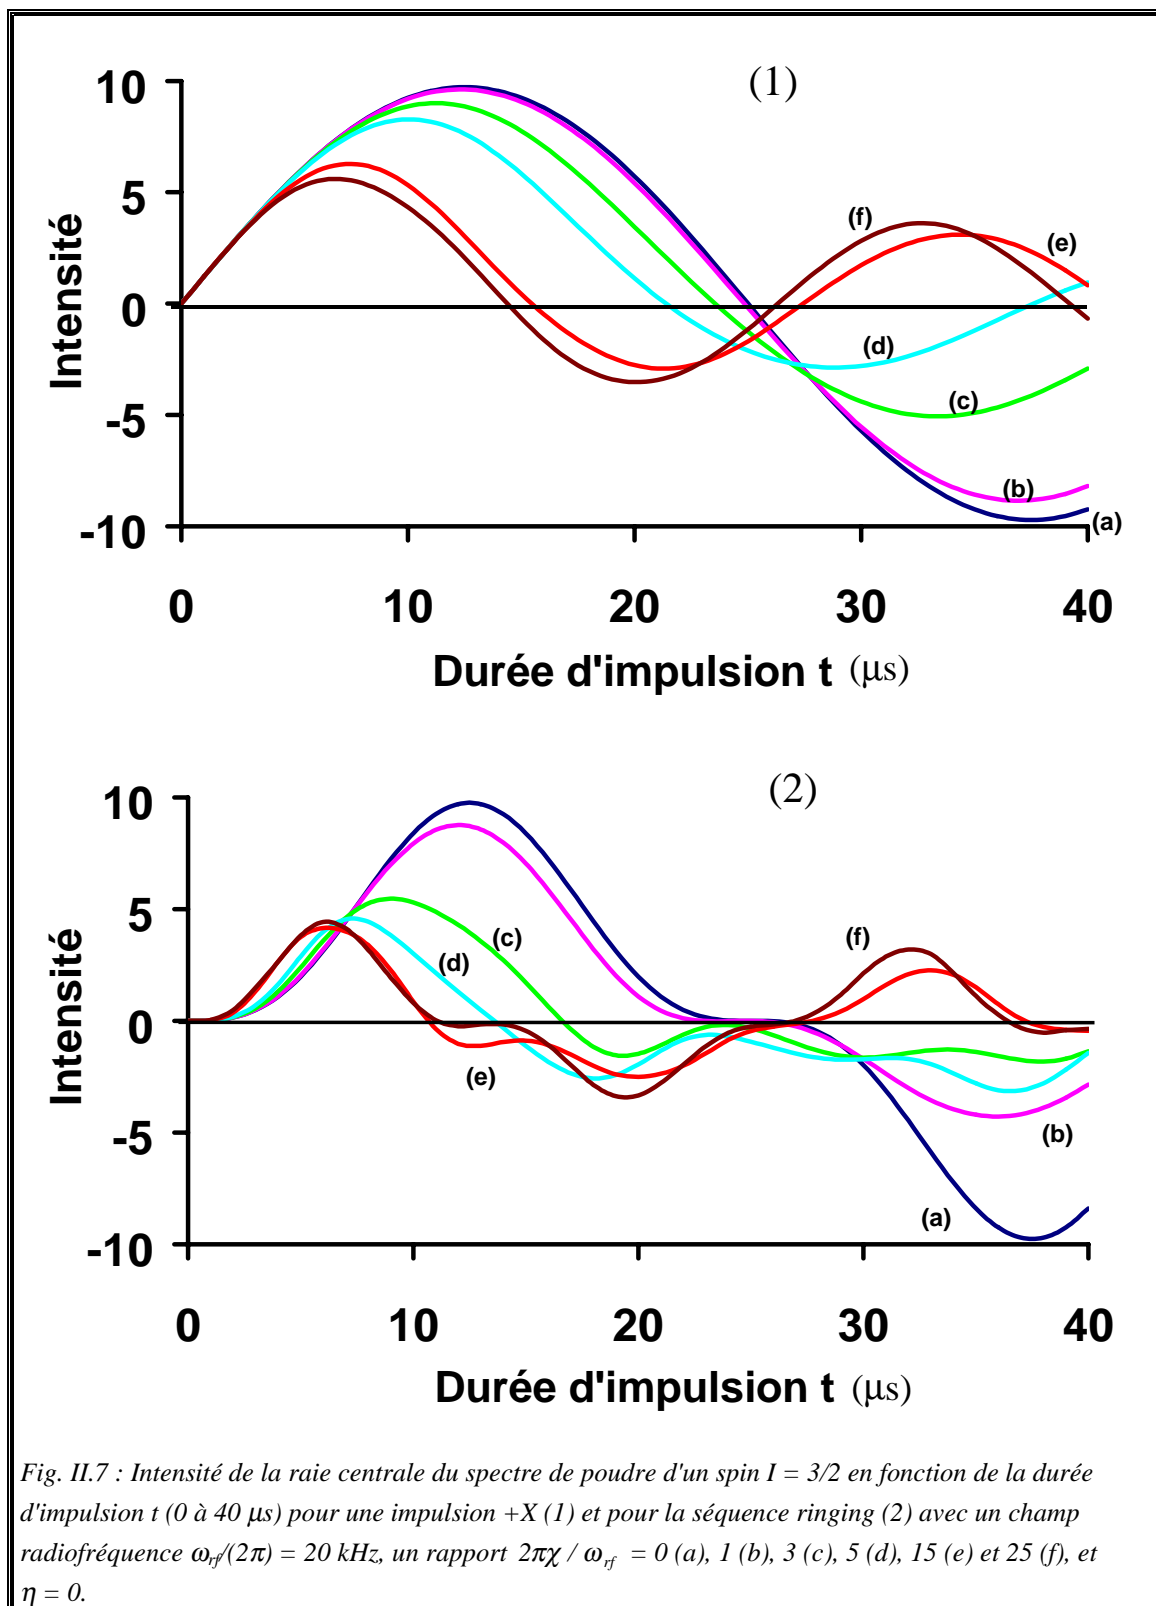 (1)
10
5
0
-5
-10
Intensité
(f)
(e)
(d)
(c)
(b)
(a)
0 10 20 30 40
Durée d'impulsion t (μs)
(2)
10
5
0
-5
-10
Intensité
(c)
(d)
(f)
(e)
(b)
(a)
0 10 20 30 40
Durée d'impulsion t (μs)
Fig. II.7 : Intensité de la raie centrale du spectre de poudre d'un spin I = 3/2 en fonction de la durée
d'impulsion t (0 à 40 μs) pour une impulsion +X (1) et pour la séquence ringing (2) avec un champ
radiofréquence ω_rf/(2π) = 20 kHz, un rapport 2πχ / ω_rf = 0 (a), 1 (b), 3 (c), 5 (d), 15 (e) et 25 (f), et
η = 0.